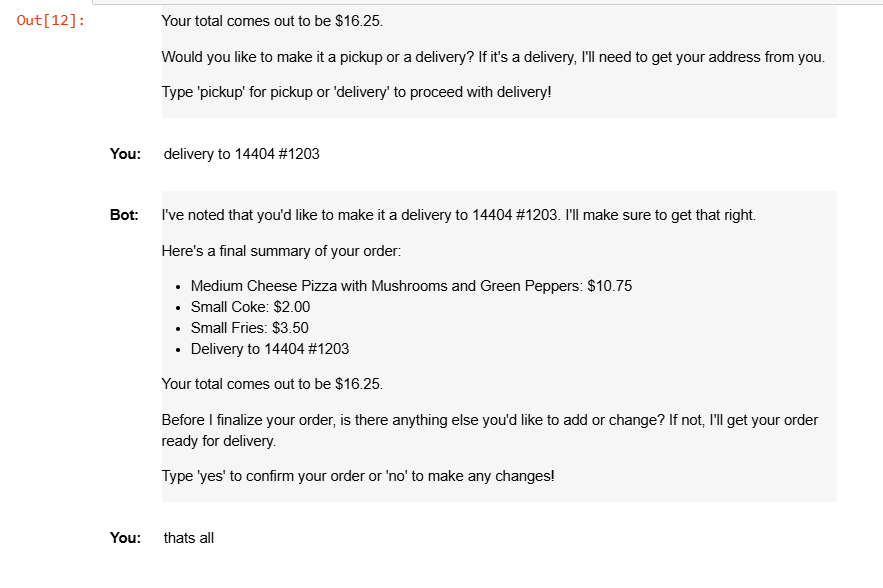 Out[12]:
Your total comes out to be $16.25.
Would you like to make it a pickup or a delivery? If it's a delivery, I'll need to get your address from you.
Type 'pickup' for pickup or 'delivery' to proceed with delivery!
You: delivery to 14404 #1203
Bot: I've noted that you'd like to make it a delivery to 14404 #1203. I'll make sure to get that right.
Here's a final summary of your order:
• Medium Cheese Pizza with Mushrooms and Green Peppers: $10.75
• Small Coke: $2.00
• Small Fries: $3.50
• Delivery to 14404 #1203
Your total comes out to be $16.25.
Before I finalize your order, is there anything else you'd like to add or change? If not, I'll get your order
ready for delivery.
Type 'yes' to confirm your order or 'no' to make any changes!
You: thats all